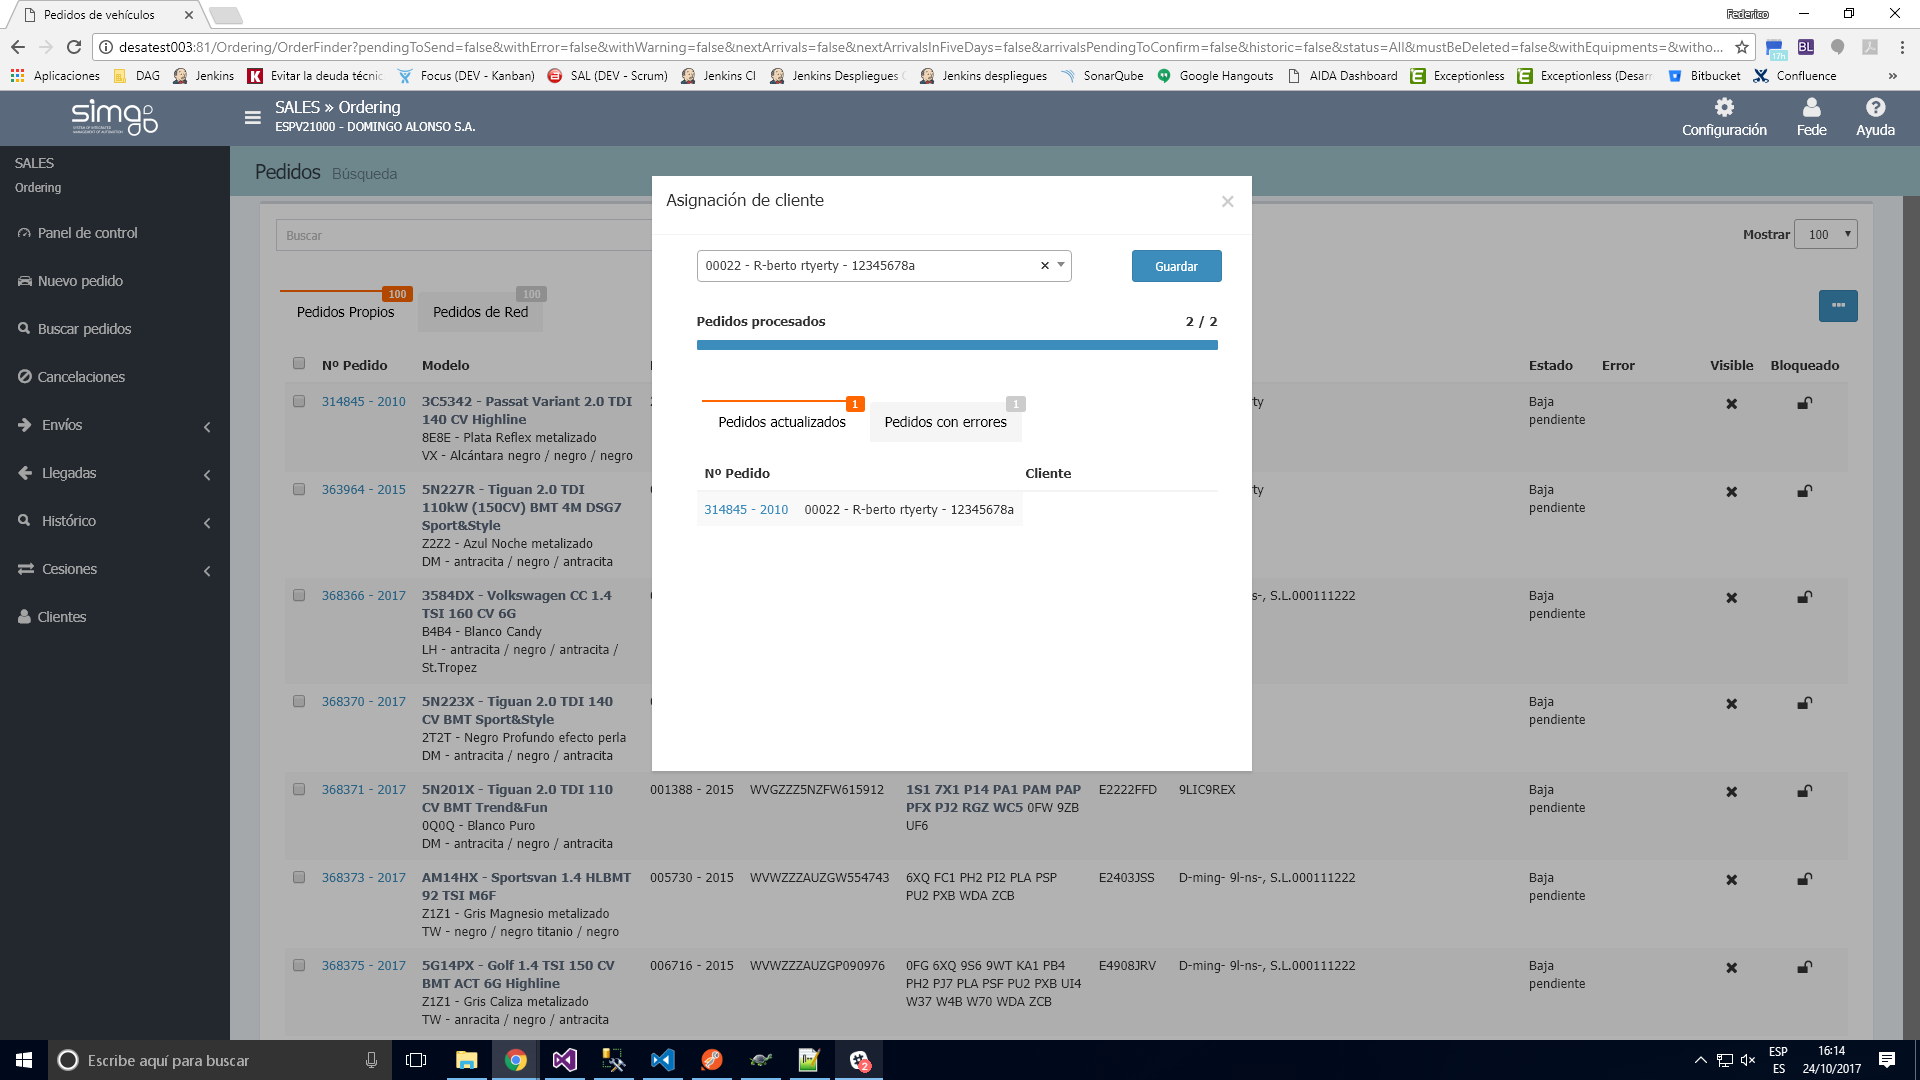 Pedidos de vehículos
Federico
desatest003:81/Ordering/OrderFinder?pendingToSend=false&withError=false&withWarning=false&nextArrivals=false&nextArrivalsInFiveDays=false&arrivalsPendingToConfirm=false&historic=false&status=All&mustBeDeleted=false&withEquipments=&witho...
17h
BL
Aplicaciones DAG Jenkins Evitar la deuda técnic Focus (DEV - Kanban) SAL (DEV - Scrum) Jenkins CI Jenkins Despliegues C Jenkins despliegues SonarQube Google Hangouts AIDA Dashboard Exceptionless Exceptionless (Desarr Bitbucket Confluence »
simgo
SALES » Ordering
ESPV21000 - DOMINGO ALONSO S.A.
Configuración Fede Ayuda
SALES
Ordering
Panel de control
Nuevo pedido
Buscar pedidos
Cancelaciones
Envíos
Llegadas
Histórico
Cesiones
Clientes
Pedidos Búsqueda
Buscar
Mostrar 100
Pedidos Propios 100
Pedidos de Red 100
Nº Pedido Modelo Estado Error Visible Bloqueado
314845 - 2010 3C5342 - Passat Variant 2.0 TDI rty Baja
140 CV Highline pendiente
8E8E - Plata Reflex metalizado
VX - Alcántara negro / negro / negro
363964 - 2015 5N227R - Tiguan 2.0 TDI rty Baja
110kW (150CV) BMT 4M DSG7 pendiente
Sport&Style
Z2Z2 - Azul Noche metalizado
DM - antracita / negro / antracita
368366 - 2017 3584DX - Volkswagen CC 1.4 s-, S.L.000111222 Baja
TSI 160 CV 6G pendiente
B4B4 - Blanco Candy
LH - antracita / negro / antracita /
St.Tropez
368370 - 2017 5N223X - Tiguan 2.0 TDI 140 Baja
CV BMT Sport&Style pendiente
2T2T - Negro Profundo efecto perla
DM - antracita / negro / antracita
368371 - 2017 5N201X - Tiguan 2.0 TDI 110 001388 - 2015 WVGZZZ5NZFW615912 1S1 7X1 P14 PA1 PAM PAP E2222FFD 9LIC9REX Baja
CV BMT Trend&Fun PFX PJ2 RGZ WC5 0FW 9ZB pendiente
0Q0Q - Blanco Puro UF6
DM - antracita / negro / antracita
368373 - 2017 AM14HX - Sportsvan 1.4 HLBMT 005730 - 2015 WVWZZZAUZGW554743 6XQ FC1 PH2 PI2 PLA PSP E2403JSS D-ming- 9l-ns-, S.L.000111222 Baja
92 TSI M6F PU2 PXB WDA ZCB pendiente
Z1Z1 - Gris Magnesio metalizado
TW - negro / negro titanio / negro
368375 - 2017 5G14PX - Golf 1.4 TSI 150 CV 006716 - 2015 WVWZZZAUZGP090976 0FG 6XQ 9S6 9WT KA1 PB4 E4908JRV D-ming- 9l-ns-, S.L.000111222 Baja
BMT ACT 6G Highline PH2 PJ7 PLA PSF PU2 PXB UI4 pendiente
Z1Z1 - Gris Caliza metalizado W37 W4B W70 WDA ZCB
TW - anracita / negro / antracita
Asignación de cliente
00022 - R-berto rtyerty - 12345678a
Guardar
Pedidos procesados 2 / 2
Pedidos actualizados 1
Pedidos con errores 1
Nº Pedido Cliente
314845 - 2010 00022 - R-berto rtyerty - 12345678a
Escribe aquí para buscar
2
ESP
ES
16:14
24/10/2017